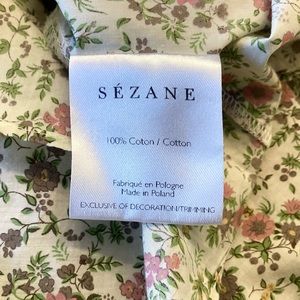 SÉZANE
100% Coton / Cotton
Fabriqué en Pologne
Made in Poland
EXCLUSIVE OF DECORATION/TRIMMING